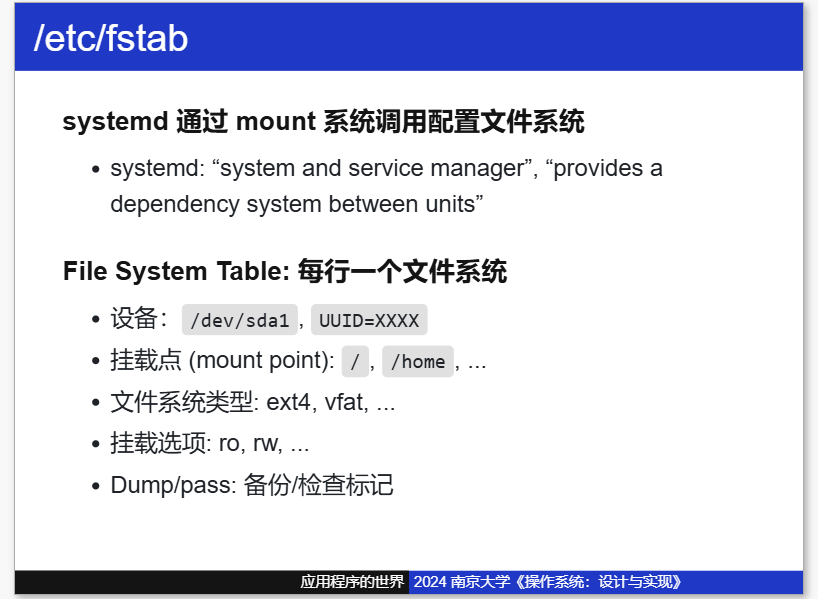 /etc/fstab
systemd 通过 mount 系统调用配置文件系统
• systemd: “system and service manager”, “provides a
dependency system between units”
File System Table: 每行一个文件系统
• 设备： /dev/sda1, UUID=XXXX
• 挂载点 (mount point): /, /home, ...
• 文件系统类型: ext4, vfat, ...
• 挂载选项: ro, rw, ...
• Dump/pass: 备份/检查标记
应用程序的世界 2024 南京大学《操作系统：设计与实现》